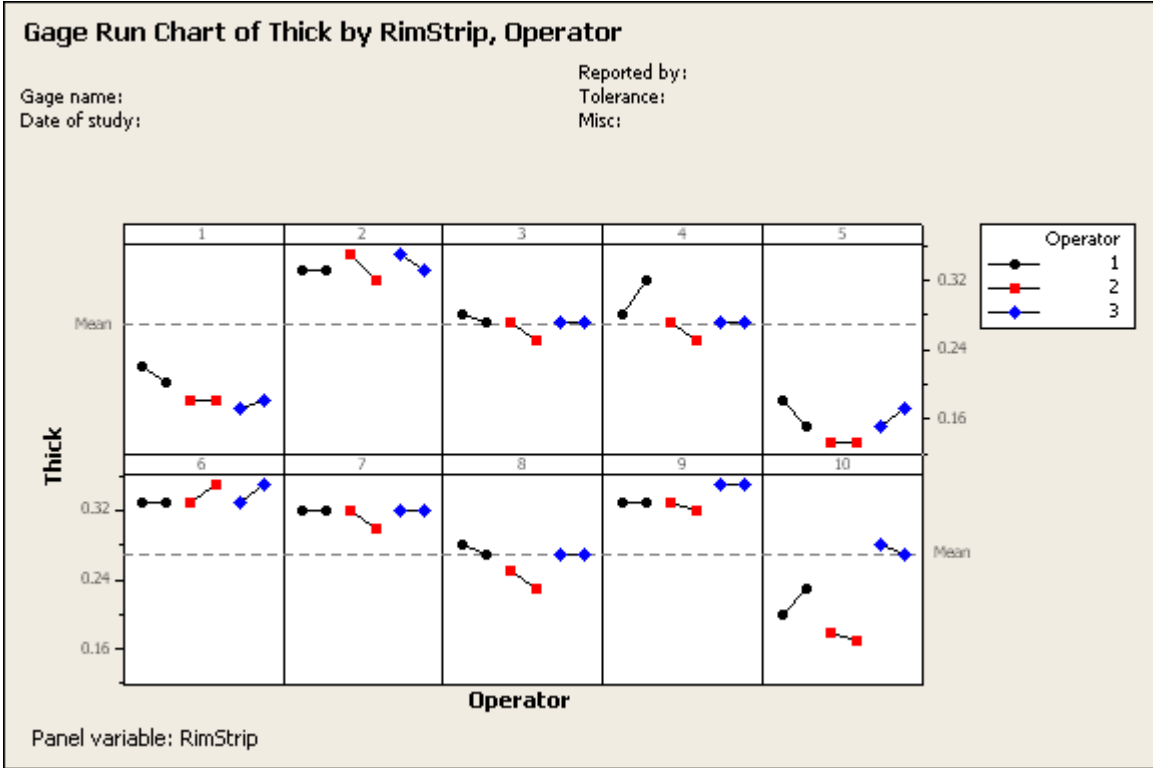 Gage Run Chart of Thick by RimStrip, Operator
Reported by:
Gage name:
Tolerance:
Date of study:
Misc:
1 2 3 4 5
Operator
1
2
3
0.32
Mean
0.24
0.16
Thick
6 7 8 9 10
0.32
Mean
0.24
0.16
Operator
Panel variable: RimStrip